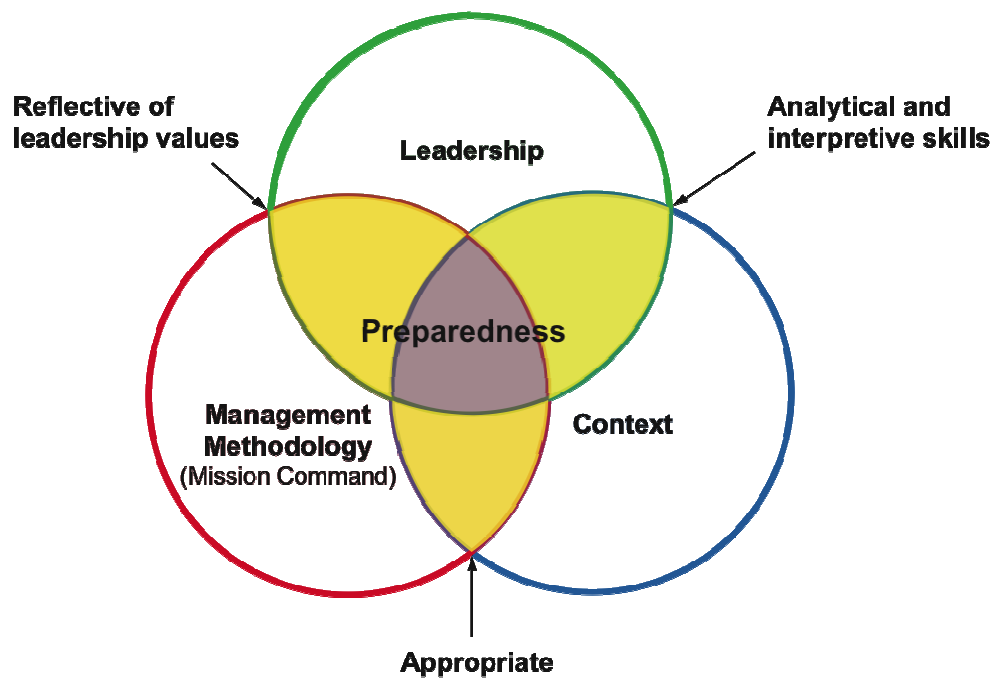 Reflective of
leadership values
Analytical and
interpretive skills
Leadership
Preparedness
Management
Methodology
(Mission Command)
Context
Appropriate